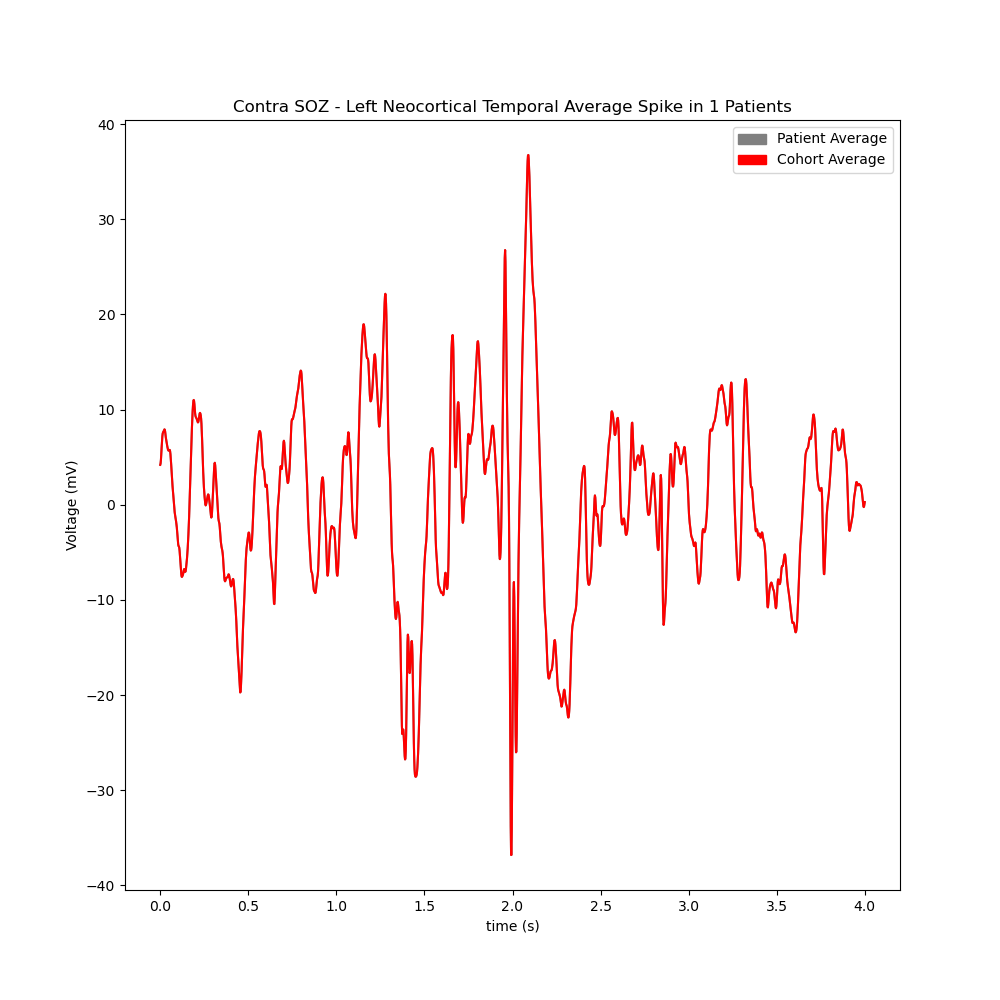 Contra SOZ - Left Neocortical Temporal Average Spike in 1 Patients
Patient Average
Cohort Average
40
30
20
10
0
−10
−20
−30
−40
Voltage (mV)
0.0 0.5 1.0 1.5 2.0 2.5 3.0 3.5 4.0
time (s)